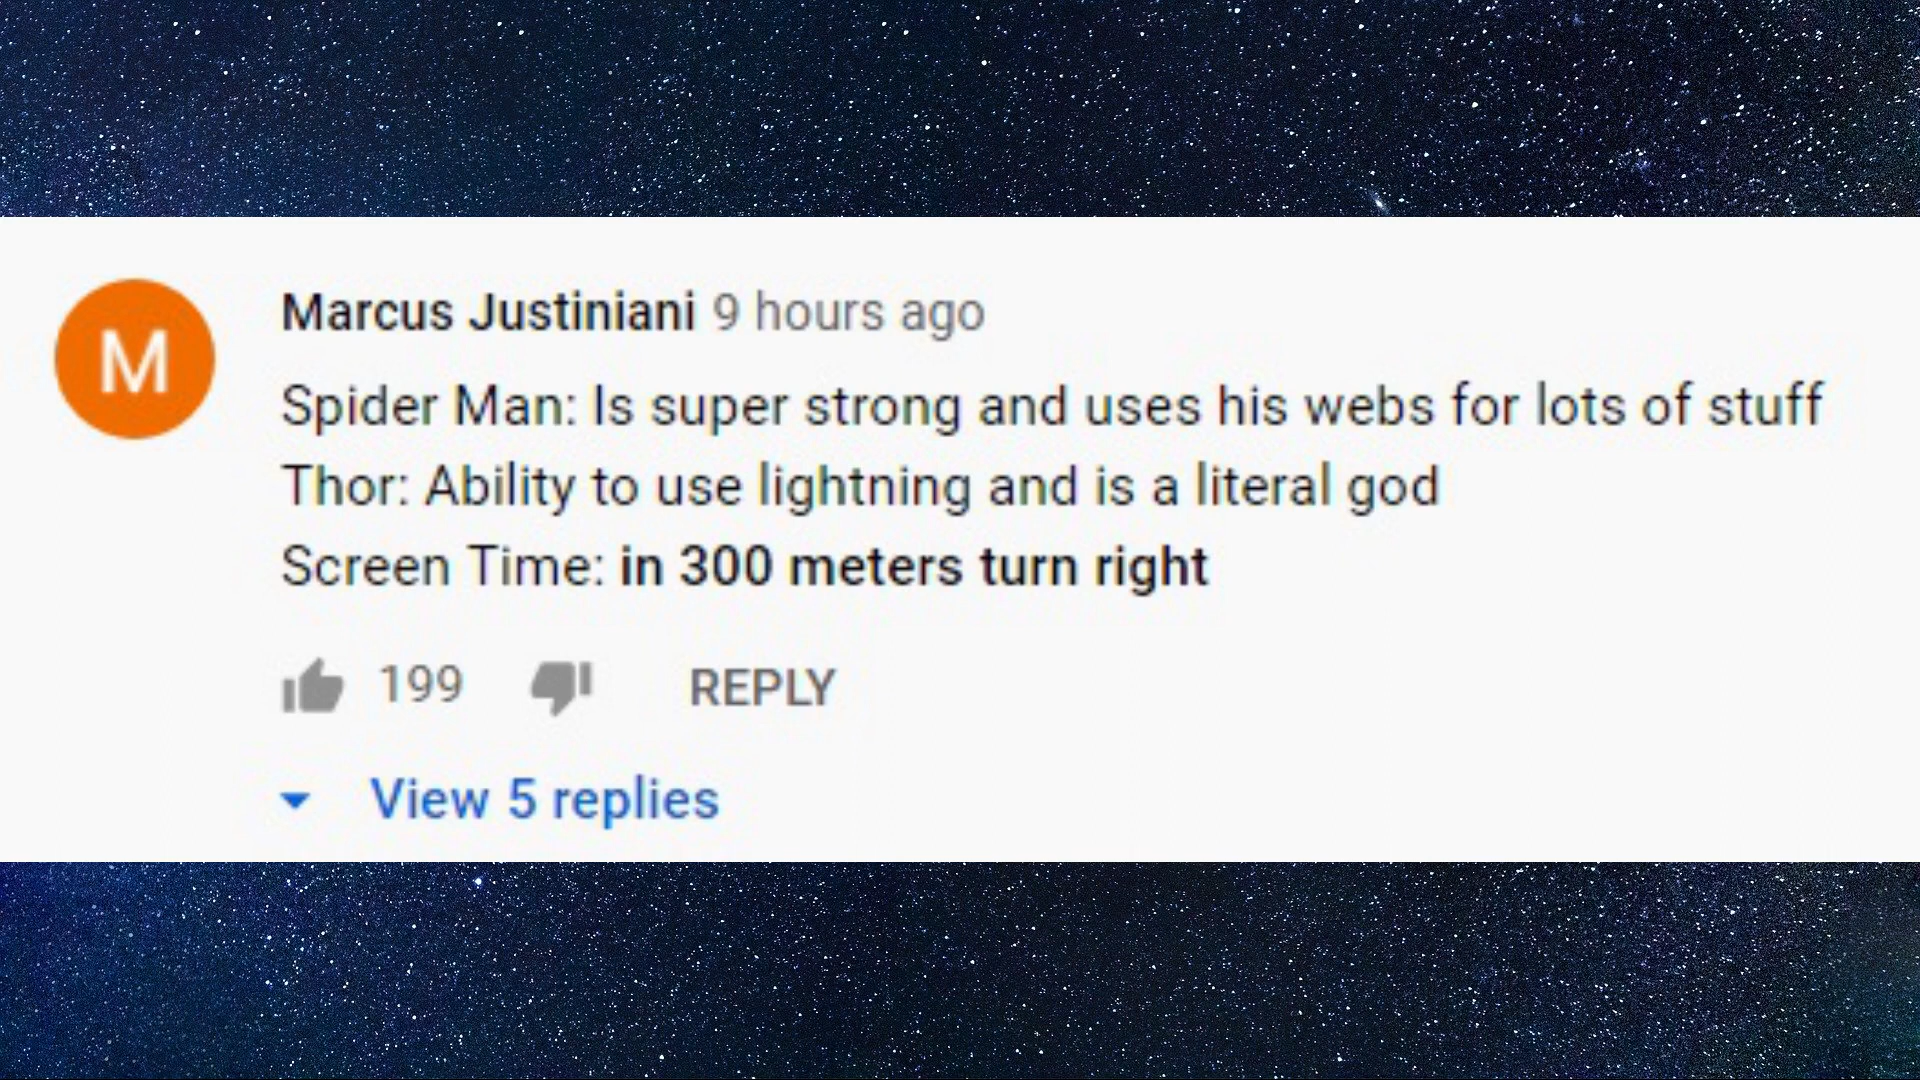 M
Marcus Justiniani 9 hours ago
Spider Man: Is super strong and uses his webs for lots of stuff
Thor: Ability to use lightning and is a literal god
Screen Time: in 300 meters turn right
199 REPLY
View 5 replies